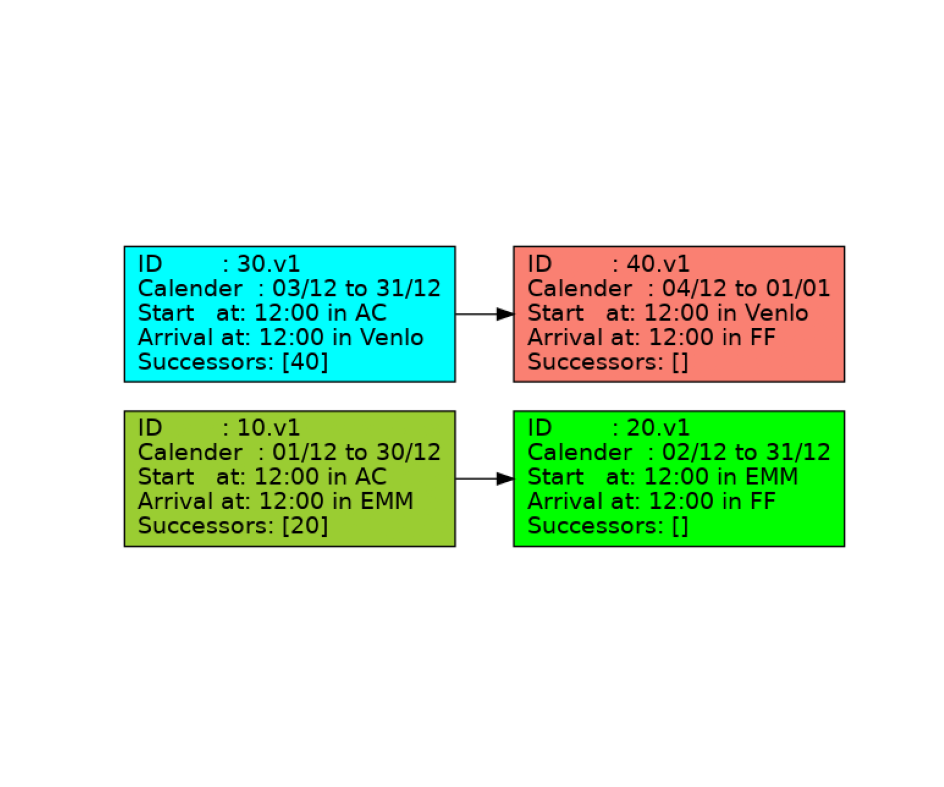 ID        : 30.v1
Calender  : 03/12 to 31/12
Start   at: 12:00 in AC
Arrival at: 12:00 in Venlo
Successors: [40]
ID        : 40.v1
Calender  : 04/12 to 01/01
Start   at: 12:00 in Venlo
Arrival at: 12:00 in FF
Successors: []
ID        : 10.v1
Calender  : 01/12 to 30/12
Start   at: 12:00 in AC
Arrival at: 12:00 in EMM
Successors: [20]
ID        : 20.v1
Calender  : 02/12 to 31/12
Start   at: 12:00 in EMM
Arrival at: 12:00 in FF
Successors: []